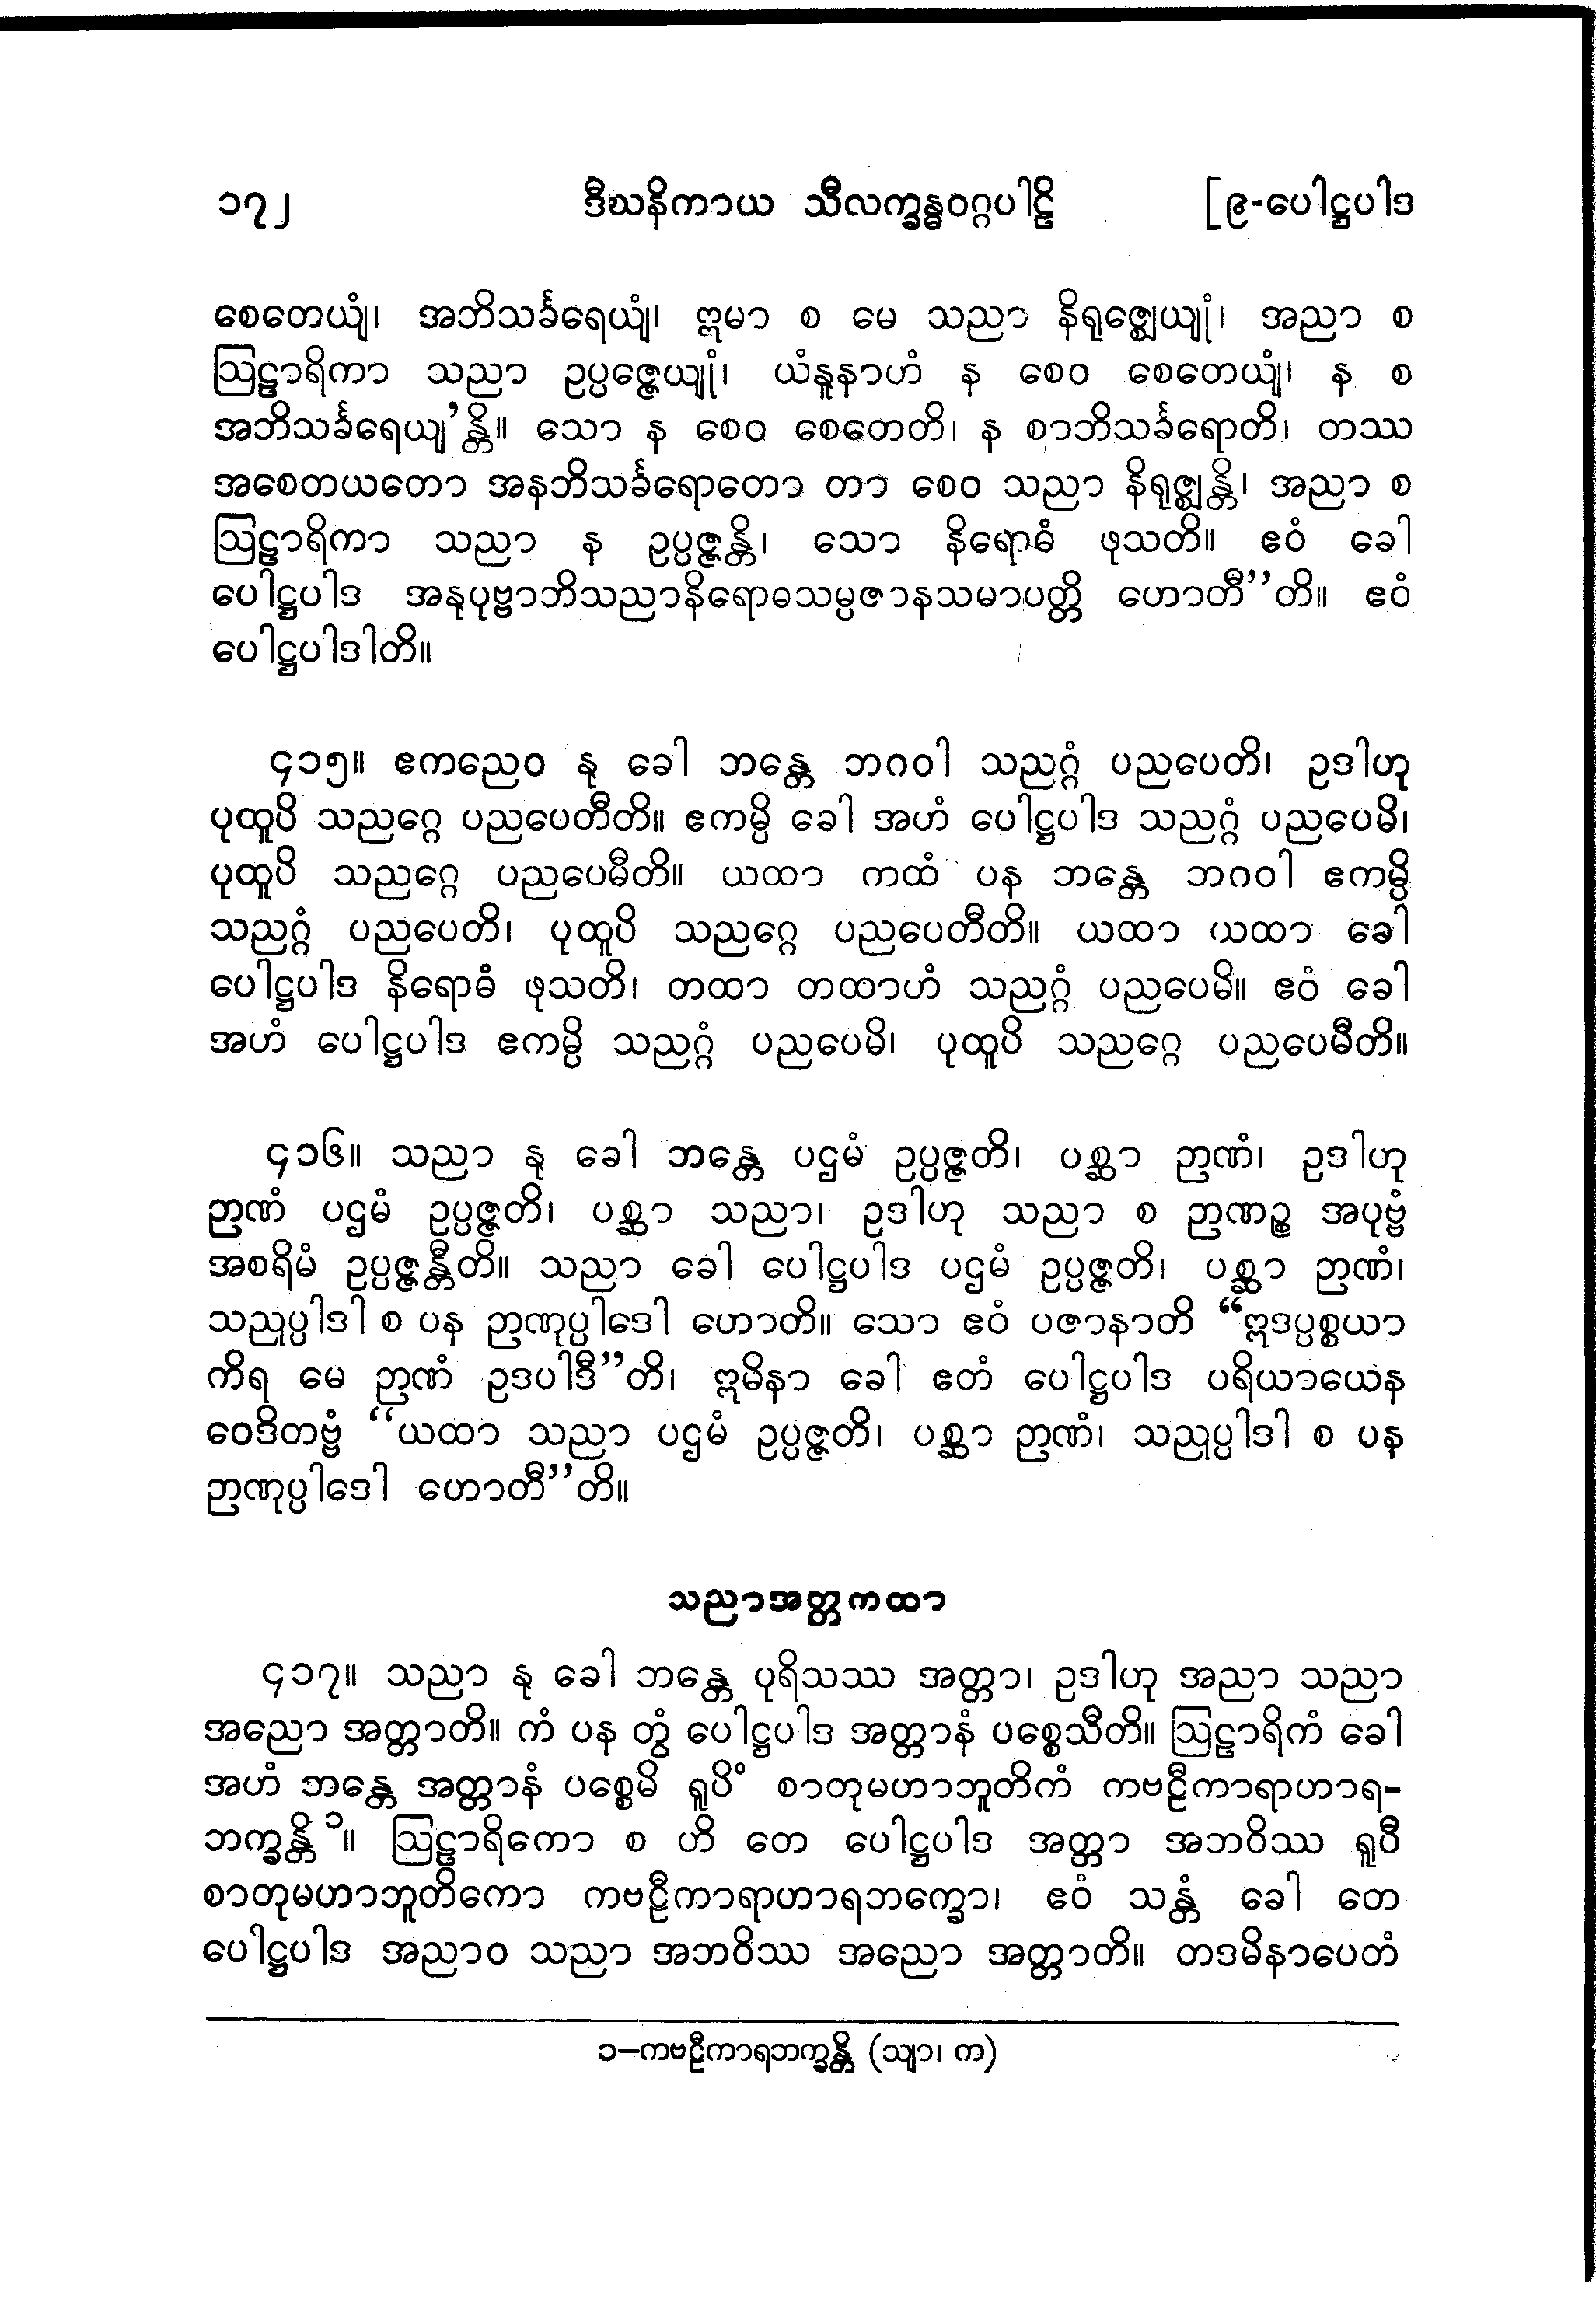 ၁၇၂ ဒီဃနိကာယ သီလက္ခန္ဓဝဂ္ဂပါဠိ [၉-ပေါဋ္ဌပါဒ
စေတေယျံ၊ အဘိသင်္ခရေယျံ၊ ဣမာ စ မေ သညာ နိရုဇ္ဈေယျုံ၊ အညာ စ
ဩဠာရိကာ သညာ ဥပ္ပဇ္ဇေယျုံ၊ ယံနူနာဟံ န စေဝ စေတေယျံ၊ န စ
အဘိသင်္ခရေယျ’န္တိ။ သော န စေဝ စေတေတိ၊ န စာဘိသင်္ခရောတိ၊ တဿ
အစေတယတော အနဘိသင်္ခရောတော တာ စေဝ သညာ နိရုဇ္ဈန္တိ၊ အညာ စ
ဩဠာရိကာ သညာ န ဥပ္ပဇ္ဇန္တိ၊ သော နိရောဓံ ဖုသတိ။ ဧဝံ ခေါ
ပေါဋ္ဌပါဒ အနုပုဗ္ဗာဘိသညာနိရောဓသမ္ပဇာနသမာပတ္တိ ဟောတီ’’တိ။ ဧဝံ
ပေါဋ္ဌပါဒါတိ။
၄၁၅။ ဧကညေဝ နု ခေါ ဘန္တေ ဘဂဝါ သညဂ္ဂံ ပညပေတိ၊ ဥဒါဟု
ပုထူပိ သညဂ္ဂေ ပညပေတီတိ။ ဧကမ္ပိ ခေါ အဟံ ပေါဋ္ဌပါဒ သညဂ္ဂံ ပညပေမိ၊
ပုထူပိ သညဂ္ဂေ ပညပေမီတိ။ ယထာ ကထံ ပန ဘန္တေ ဘဂဝါ ဧကမ္ပိ
သညဂ္ဂံ ပညပေတိ၊ ပုထူပိ သညဂ္ဂေ ပညပေတီတိ။ ယထာ ယထာ ခေါ
ပေါဋ္ဌပါဒ နိရောဓံ ဖုသတိ၊ တထာ တထာဟံ သညဂ္ဂံ ပညပေမိ။ ဧဝံ ခေါ
အဟံ ပေါဋ္ဌပါဒ ဧကမ္ပိ သညဂ္ဂံ ပညပေမိ၊ ပုထူပိ သညဂ္ဂေ ပညပေမီတိ။
၄၁၆။ သညာ နု ခေါ ဘန္တေ ပဌမံ ဥပ္ပဇ္ဇတိ၊ ပစ္ဆာ ဉာဏံ၊ ဥဒါဟု
ဉာဏံ ပဌမံ ဥပ္ပဇ္ဇတိ၊ ပစ္ဆာ သညာ၊ ဥဒါဟု သညာ စ ဉာဏဉ္စ အပုဗ္ဗံ
အစရိမံ ဥပ္ပဇ္ဇန္တီတိ။ သညာ ခေါ ပေါဋ္ဌပါဒ ပဌမံ ဥပ္ပဇ္ဇတိ၊ ပစ္ဆာ ဉာဏံ၊
သညုပ္ပါဒါ စ ပန ဉာဏုပ္ပါဒေါ ဟောတိ။ သော ဧဝံ ပဇာနာတိ “ဣဒပ္ပစ္စယာ
ကိရ မေ ဉာဏံ ဥဒပါဒီ’’တိ၊ ဣမိနာ ခေါ ဧတံ ပေါဋ္ဌပါဒ ပရိယာယေန
ဝေဒိတဗ္ဗံ “ယထာ သညာ ပဌမံ ဥပ္ပဇ္ဇတိ၊ ပစ္ဆာ ဉာဏံ၊ သညုပ္ပါဒါ စ ပန
ဉာဏုပ္ပါဒေါ ဟောတီ’’တိ။
သညာအတ္တကထာ
၄၁၇။ သညာ နု ခေါ ဘန္တေ ပုရိသဿ အတ္တာ၊ ဥဒါဟု အညာ သညာ
အညော အတ္တာတိ။ ကံ ပန တွံ ပေါဋ္ဌပါဒ အတ္တာနံ ပစ္စေသီတိ။ ဩဠာရိကံ ခေါ
အဟံ ဘန္တေ အတ္တာနံ ပစ္စေမိ ရူပိံ စာတုမဟာဘူတိကံ ကဗဠီကာရာဟာရ-
ဘက္ခန္တိ၁။ ဩဠာရိကော စ ဟိ တေ ပေါဋ္ဌပါဒ အတ္တာ အဘဝိဿ ရူပီ
စာတုမဟာဘူတိကော ကဗဠီကာရာဟာရဘက္ခော၊ ဧဝံ သန္တံ ခေါ တေ
ပေါဋ္ဌပါဒ အညာဝ သညာ အဘဝိဿ အညော အတ္တာတိ။ တဒမိနာပေတံ
၁–ကဗဠီကာရဘက္ခန္တိ (သျာ၊ က)